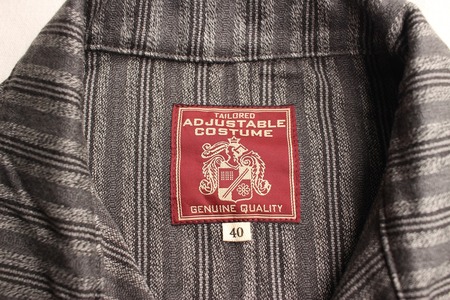 TAILORED
ADJUSTABLE
COSTUME
GENUINE QUALITY
40